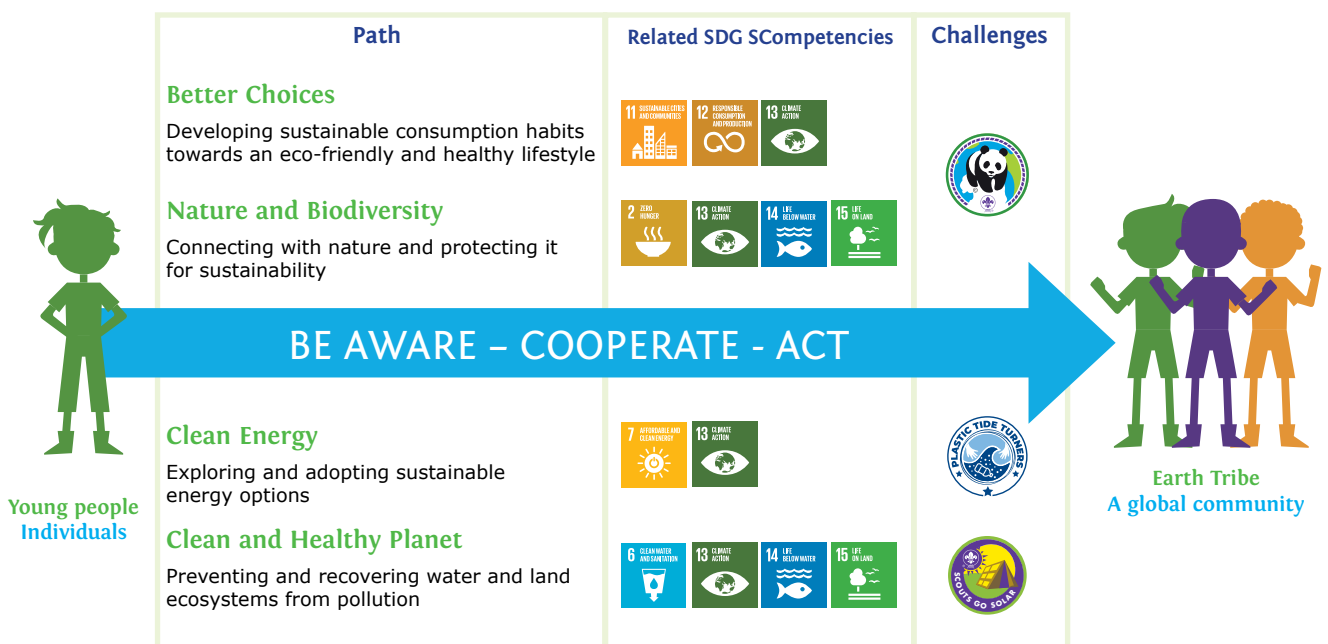 Path
Related SDG SCompetencies
Challenges
Better Choices
Developing sustainable consumption habits
towards an eco-friendly and healthy lifestyle
11 SUSTAINABLE CITIES
AND COMMUNITIES
12 RESPONSIBLE
CONSUMPTION
AND PRODUCTION
13 CLIMATE
ACTION
Nature and Biodiversity
Connecting with nature and protecting it
for sustainability
2 ZERO
HUNGER
13 CLIMATE
ACTION
14 LIFE
BELOW WATER
15 LIFE
ON LAND
BE AWARE – COOPERATE - ACT
Clean Energy
Exploring and adopting sustainable
energy options
7 AFFORDABLE AND
CLEAN ENERGY
13 CLIMATE
ACTION
PLASTIC TIDE TURNERS
Clean and Healthy Planet
Preventing and recovering water and land
ecosystems from pollution
6 CLEAN WATER
AND SANITATION
13 CLIMATE
ACTION
14 LIFE
BELOW WATER
15 LIFE
ON LAND
SCOUTS GO SOLAR
Young people
Individuals
Earth Tribe
A global community